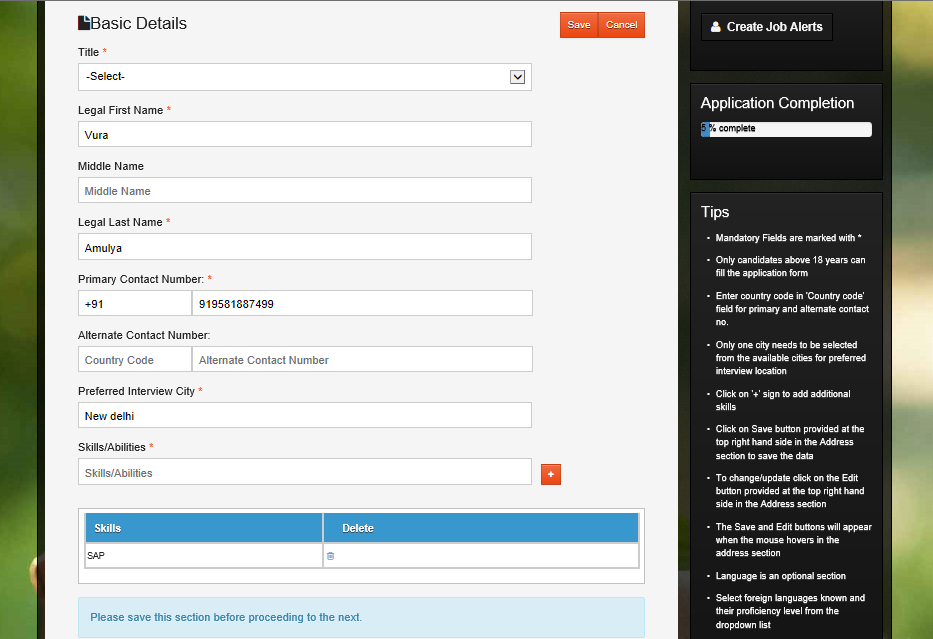 Basic Details
Save
Cancel
Title *
-Select-
Legal First Name *
Vura
Middle Name
Middle Name
Legal Last Name *
Amulya
Primary Contact Number: *
+91
919581887499
Alternate Contact Number:
Country Code
Alternate Contact Number
Preferred Interview City *
New delhi
Skills/Abilities *
Skills/Abilities
+
Skills
Delete
SAP
Please save this section before proceeding to the next.
Create Job Alerts
Application Completion
5 % complete
Tips
Mandatory Fields are marked with *
Only candidates above 18 years can
fill the application form
Enter country code in 'Country code'
field for primary and alternate contact
no.
Only one city needs to be selected
from the available cities for preferred
interview location
Click on '+' sign to add additional
skills
Click on Save button provided at the
top right hand side in the Address
section to save the data
To change/update click on the Edit
button provided at the top right hand
side in the Address section
The Save and Edit buttons will appear
when the mouse hovers in the
address section
Language is an optional section
Select foreign languages known and
their proficiency level from the
dropdown list